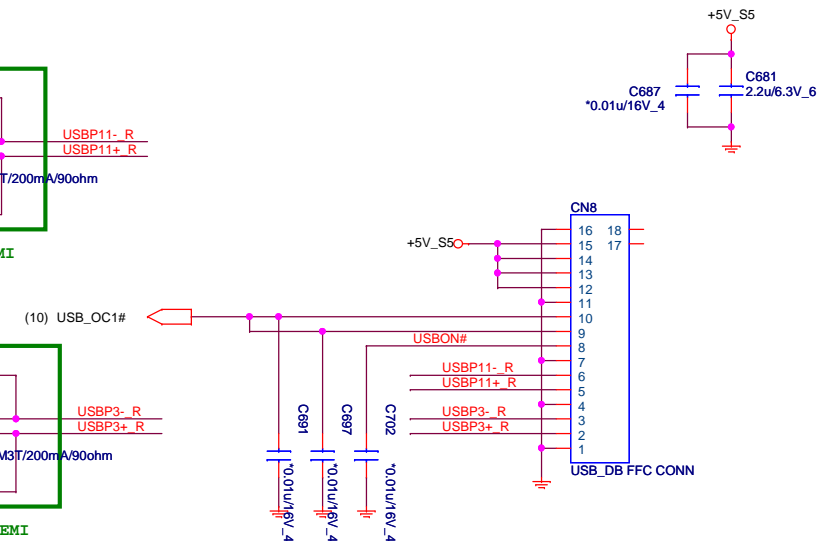 +5V_S5
C687
*0.01u/16V_4
C681
2.2u/6.3V_6
USBP11-_R
USBP11+_R
T/200mA/90ohm
MI
CN8
+5V_S5
16 18
15 17
14
13
12
11
10
9
8
7
6
5
4
3
2
1
(10) USB_OC1#
USBON#
USBP11-_R
USBP11+_R
USBP3-_R
USBP3+_R
USBP3-_R
USBP3+_R
M3T/200mA/90ohm
C691
C697
C702
*0.01u/16V_4
*0.01u/16V_4
*0.01u/16V_4
USB_DB FFC CONN
EMI